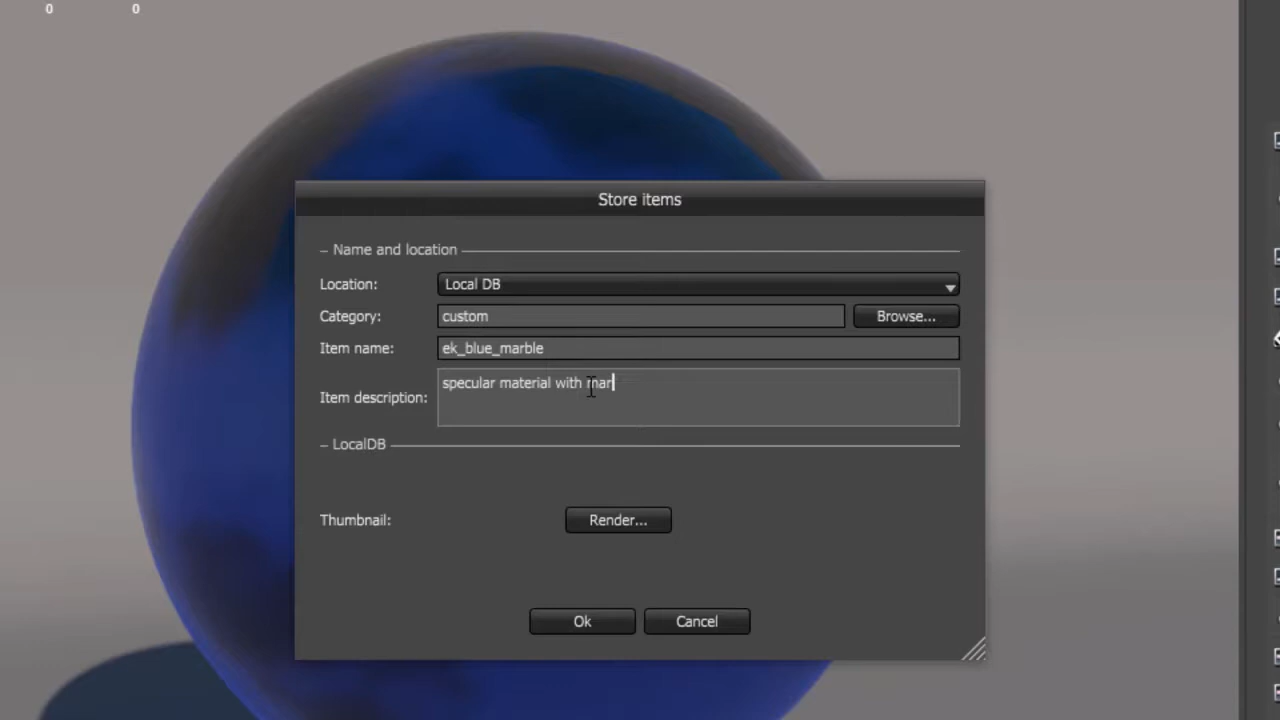 0 0
Store items
Name and location
Location: Local DB
Category: custom Browse...
Item name: ek_blue_marble
Item description: specular material with mar
LocalDB
Thumbnail: Render...
Ok Cancel